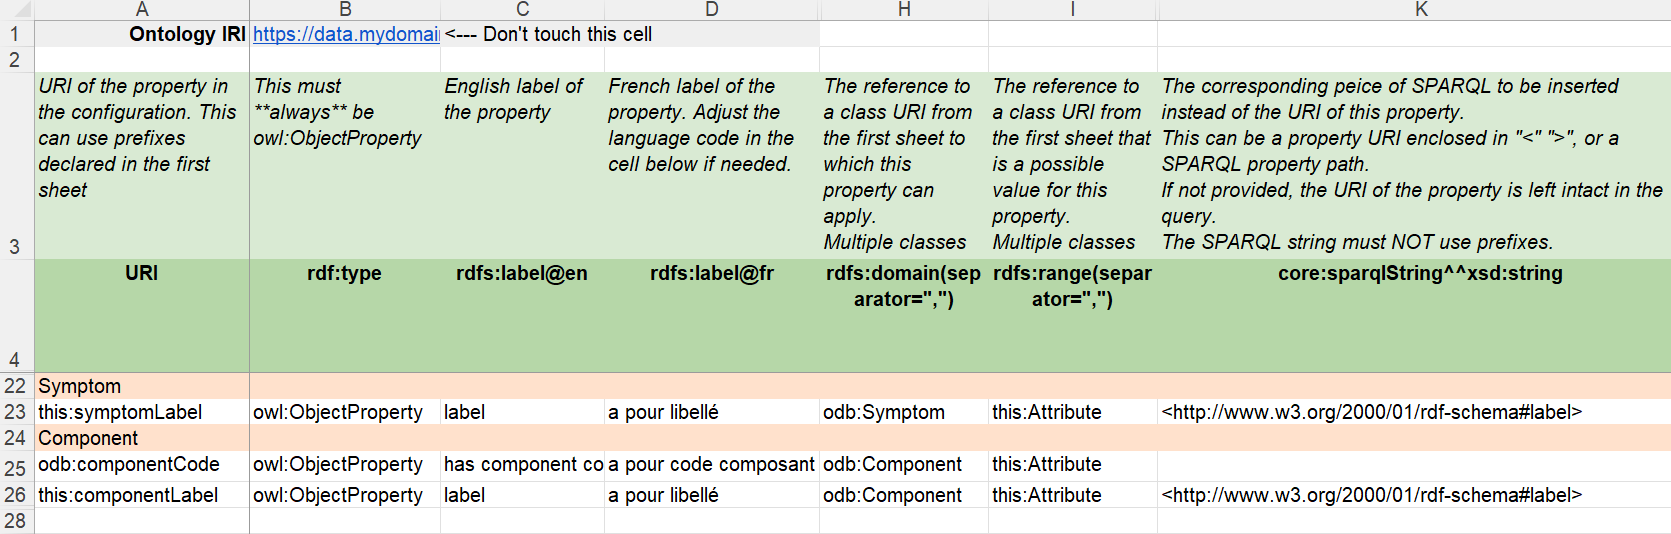 A B C D H I K
1 Ontology IRI https://data.mydomai <--- Don't touch this cell
2
URI of the property in This must English label of French label of the The reference to The reference to The corresponding peice of SPARQL to be inserted
the configuration. This **always** be the property property. Adjust the a class URI from a class URI from instead of the URI of this property.
can use prefixes owl:ObjectProperty language code in the the first sheet to the first sheet that This can be a property URI enclosed in "<" ">", or a
declared in the first cell below if needed. which this is a possible SPARQL property path.
sheet property can value for this If not provided, the URI of the property is left intact in the
apply. property. query.
3 Multiple classes Multiple classes The SPARQL string must NOT use prefixes.
URI rdf:type rdfs:label@en rdfs:label@fr rdfs:domain(sep rdfs:range(separ core:sparqlString^^xsd:string
arator=",") ator=",")
4
22 Symptom
23 this:symptomLabel owl:ObjectProperty label a pour libellé odb:Symptom this:Attribute <http://www.w3.org/2000/01/rdf-schema#label>
24 Component
25 odb:componentCode owl:ObjectProperty has component co a pour code composant odb:Component this:Attribute
26 this:componentLabel owl:ObjectProperty label a pour libellé odb:Component this:Attribute <http://www.w3.org/2000/01/rdf-schema#label>
28